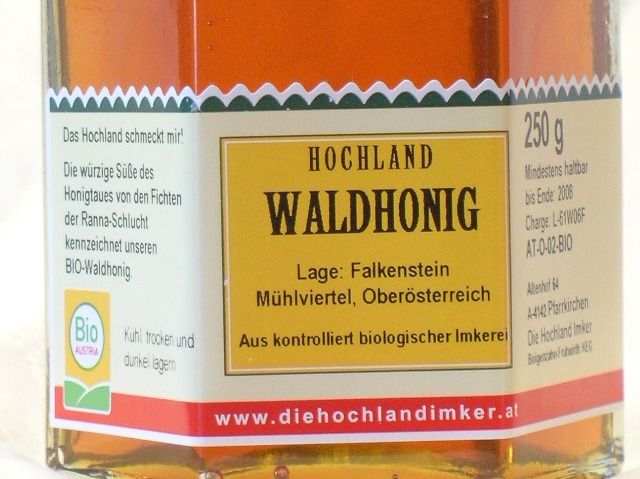 Das Hochland schmeckt mir!
Die würzige Süße des
Honigtaues von den Fichten
der Ranna-Schlucht
kennzeichnet unseren
BIO-Waldhonig.
Bio
AUSTRIA
Kühl trocken und
dunkel lagern
HOCHLAND
WALDHONIG
Lage: Falkenstein
Mühlviertel, Oberösterreich
Aus kontrolliert biologischer Imkerei
250 g
Mindestens haltbar
bis Ende: 2008
Charge: L-61W06F
AT-O-02-BIO
Altenhof 64
A-4142 Pfarrkirchen
Die Hochland Imker
Boigenzahn-Frühwirth KEG
www.diehochlandimker.at